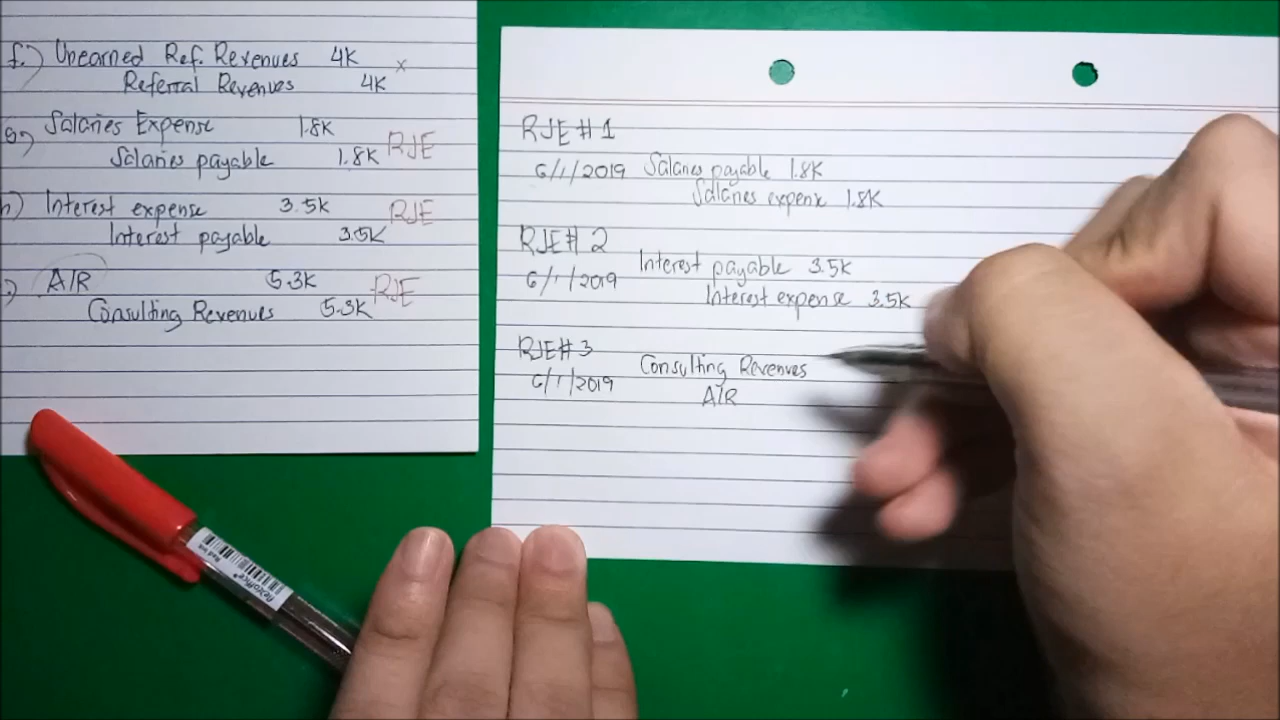 f.) Unearned Ref. Revenues 4K x
Referral Revenues 4K
g) Salaries Expense 1.8K
Salaries payable 1.8K RJE
h) Interest expense 3.5K RJE
Interest payable 3.5K
A/R 5.3K RJE
Consulting Revenues 5.3K
RJE #1
6/1/2019 Salaries payable 1.8K
Salaries expense 1.8K
RJE# 2
Interest payable 3.5K
6/1/2019
Interest expense 3.5K
RJE#3
Consulting Revenues
6/1/2019
A/R
flexoffice
Red Ink